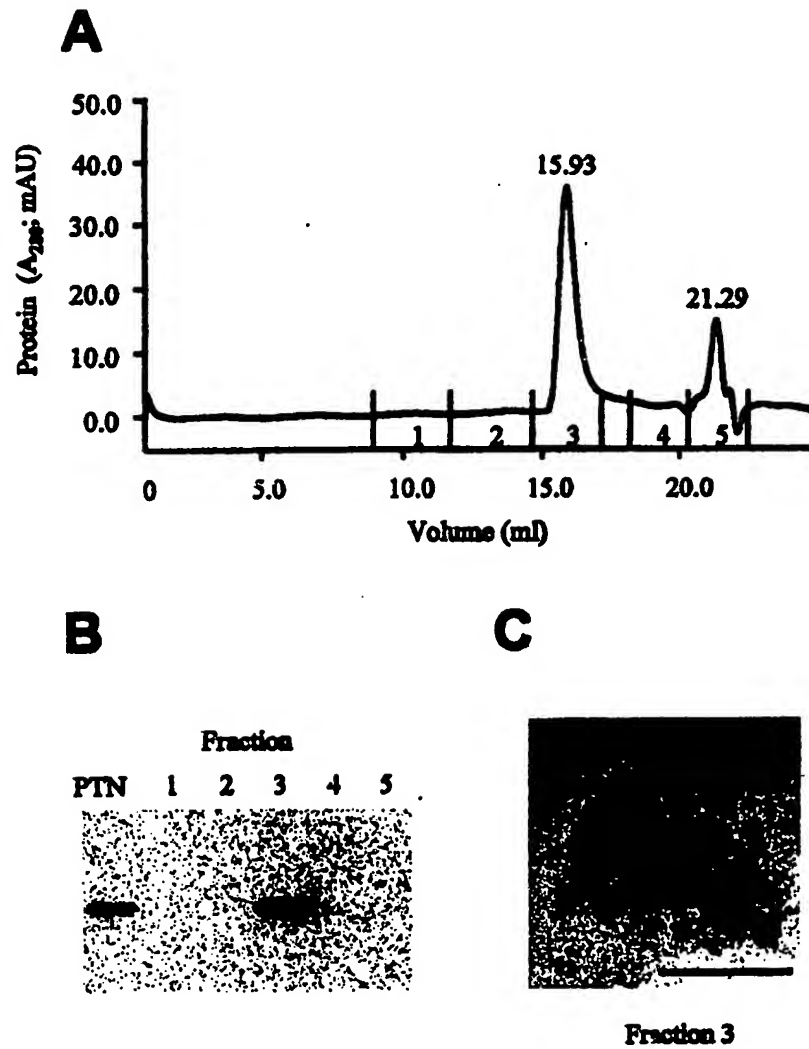 A
50.0
40.0
30.0
20.0
10.0
0.0
Protein (A280; mAU)
15.93
21.29
1 2 3 4 5
0 5.0 10.0 15.0 20.0
Volume (ml)
B
C
Fraction
PTN 1 2 3 4 5
Fraction 3